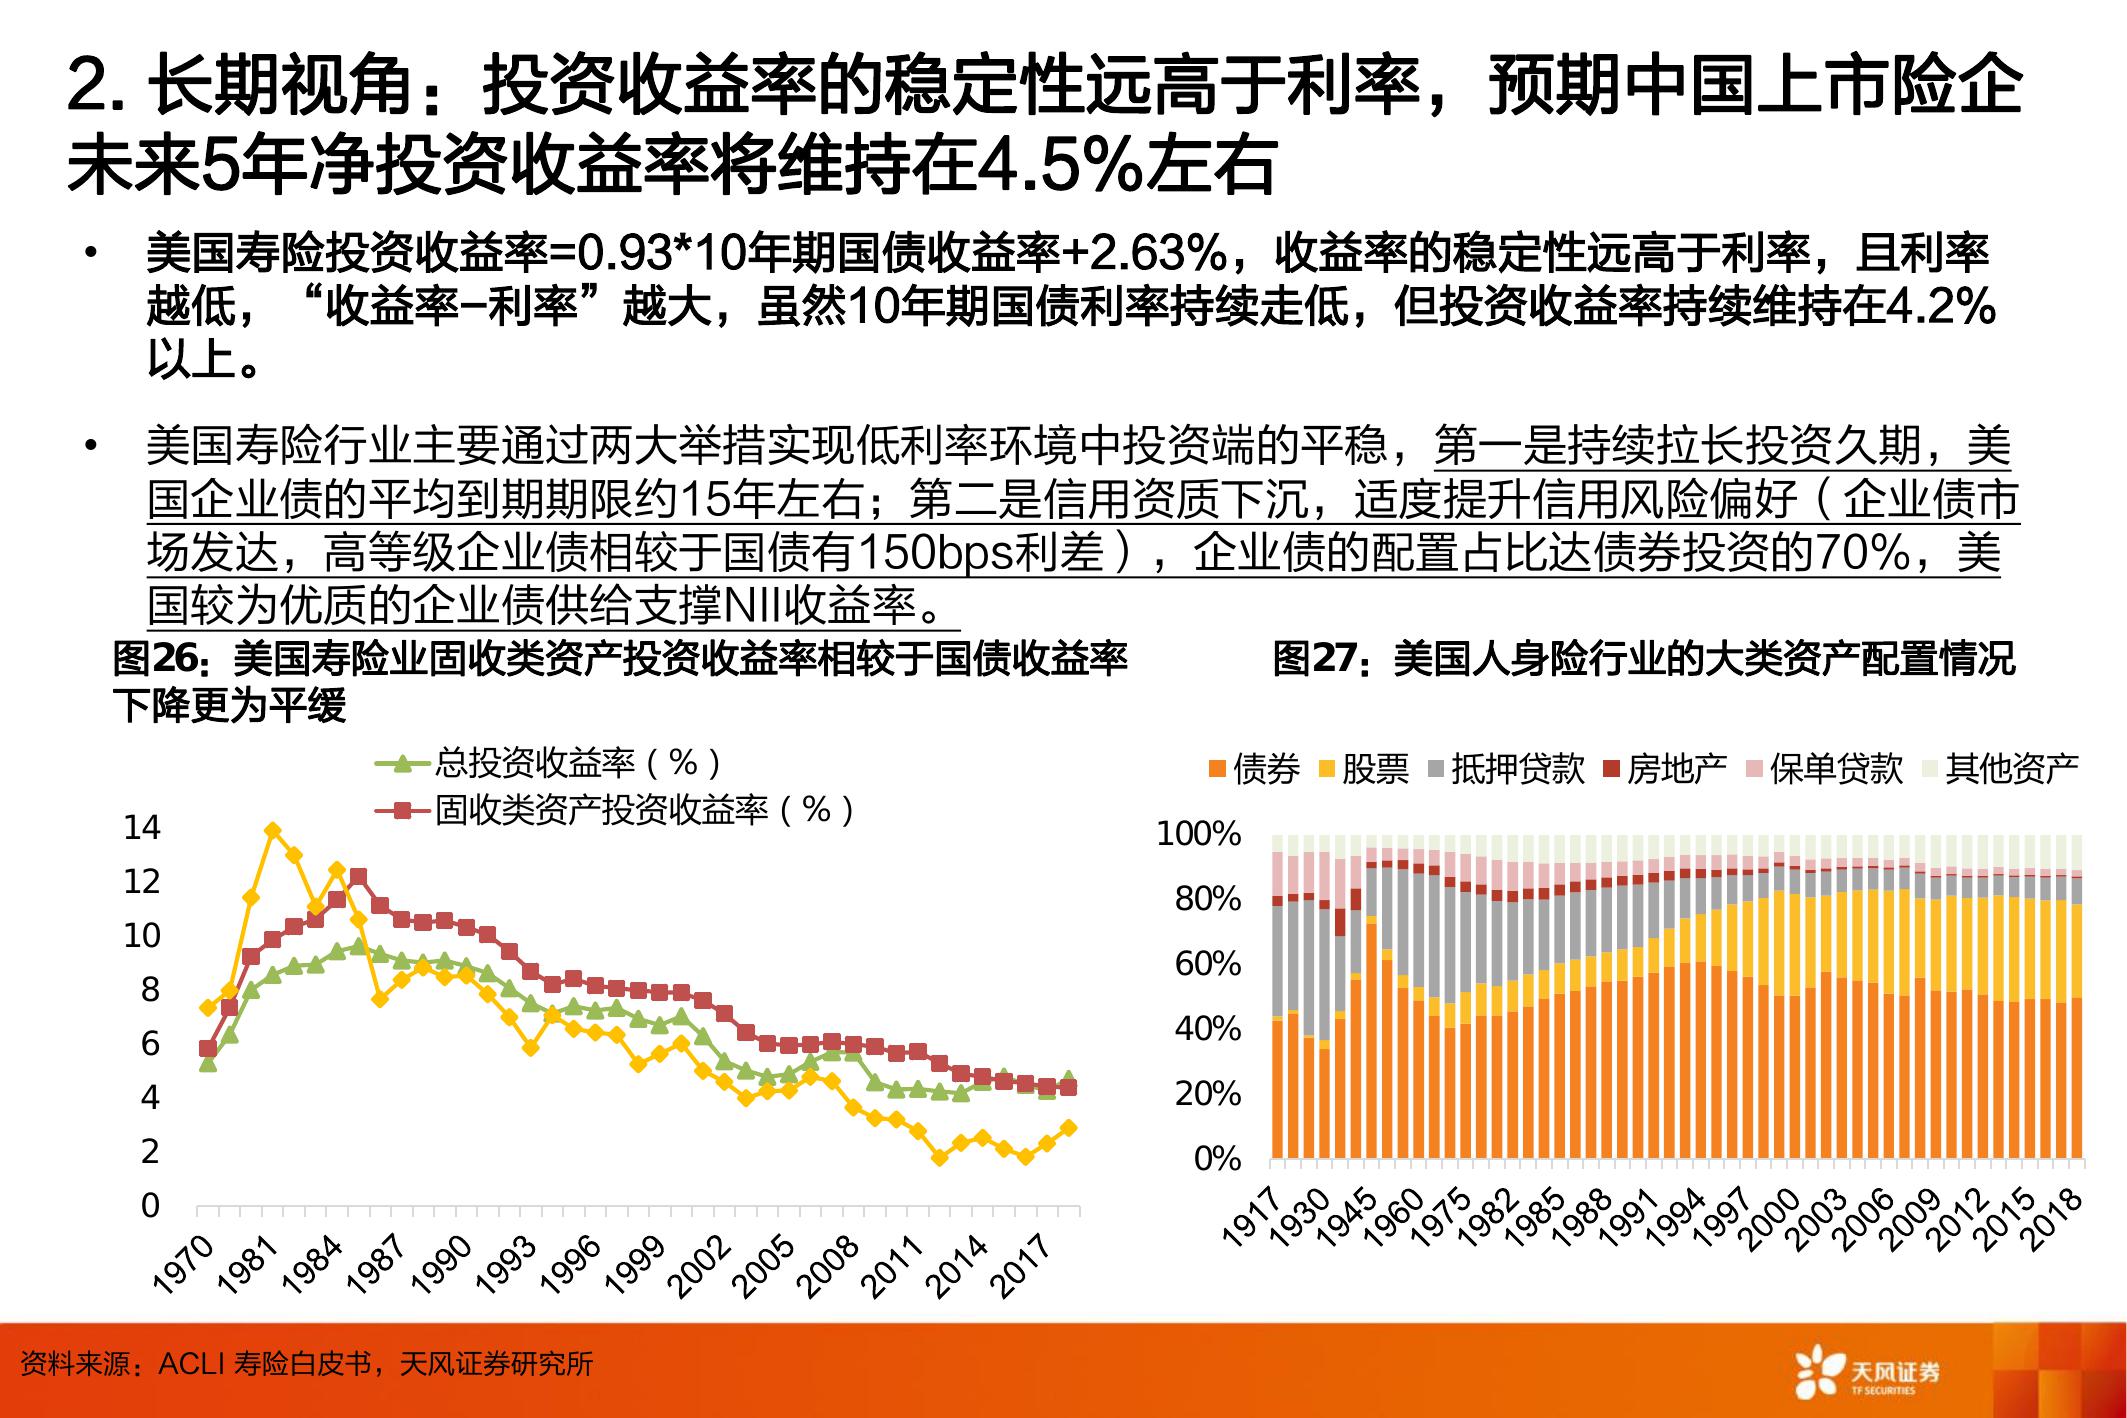 2. 长期视角：投资收益率的稳定性远高于利率，预期中国上市险企
未来5年净投资收益率将维持在4.5%左右
• 美国寿险投资收益率=0.93*10年期国债收益率+2.63%，收益率的稳定性远高于利率，且利率
越低，“收益率-利率”越大，虽然10年期国债利率持续走低，但投资收益率持续维持在4.2%
以上。
• 美国寿险行业主要通过两大举措实现低利率环境中投资端的平稳，第一是持续拉长投资久期，美
国企业债的平均到期期限约15年左右；第二是信用资质下沉，适度提升信用风险偏好（企业债市
场发达，高等级企业债相较于国债有150bps利差），企业债的配置占比达债券投资的70%，美
国较为优质的企业债供给支撑NII收益率。
图26：美国寿险业固收类资产投资收益率相较于国债收益率
下降更为平缓
总投资收益率（%）
固收类资产投资收益率（%）
14
12
10
8
6
4
2
0
1970 1981 1984 1987 1990 1993 1996 1999 2002 2005 2008 2011 2014 2017
图27：美国人身险行业的大类资产配置情况
债券 股票 抵押贷款 房地产 保单贷款 其他资产
100%
80%
60%
40%
20%
0%
1917 1930 1945 1960 1975 1982 1985 1988 1991 1994 1997 2000 2003 2006 2009 2012 2015 2018
资料来源：ACLI 寿险白皮书，天风证券研究所
天风证券
TF SECURITIES